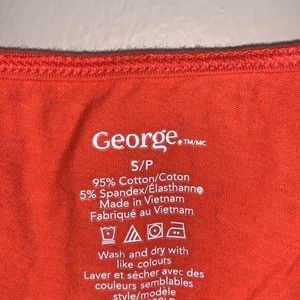 George.TM/MC
S/P
95% Cotton/Coton
5% Spandex/Élasthanne
Made in Vietnam
Fabriqué au Vietnam
Wash and dry with
like colours
Laver et sécher avec des
couleurs semblables
style/modèle